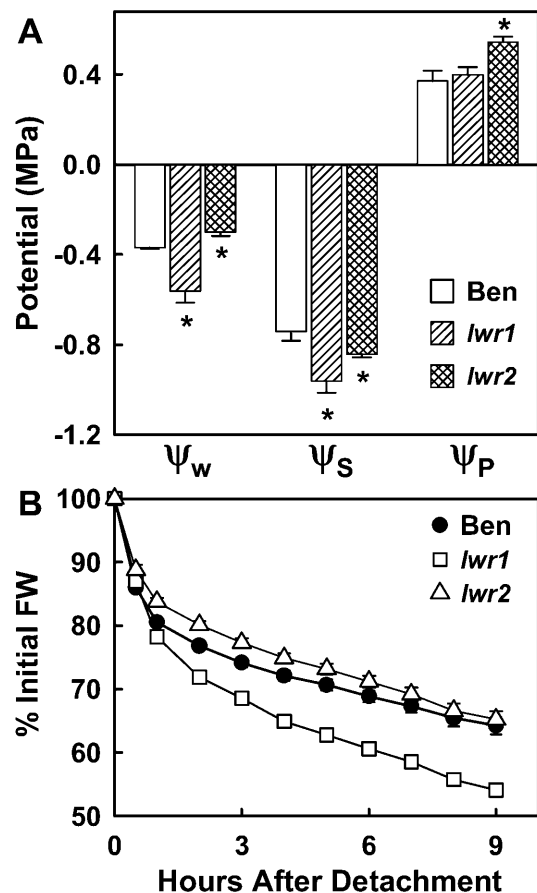 A
Potential (MPa)
0.4
0.0
-0.4
-0.8
-1.2
*
*
*
*
*
Ben
lwr1
lwr2
Ψw
ΨS
ΨP
B
% Initial FW
100
90
80
70
60
50
Ben
lwr1
lwr2
0
3
6
9
Hours After Detachment